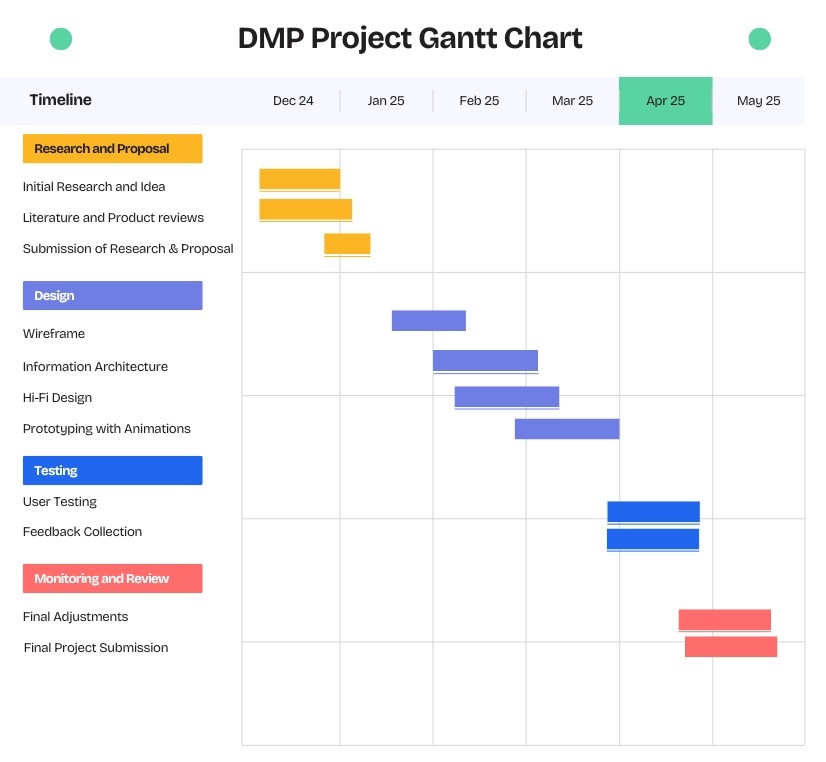 DMP Project Gantt Chart
Timeline
Dec 24
Jan 25
Feb 25
Mar 25
Apr 25
May 25
Research and Proposal
Initial Research and Idea
Literature and Product reviews
Submission of Research & Proposal
Design
Wireframe
Information Architecture
Hi-Fi Design
Prototyping with Animations
Testing
User Testing
Feedback Collection
Monitoring and Review
Final Adjustments
Final Project Submission